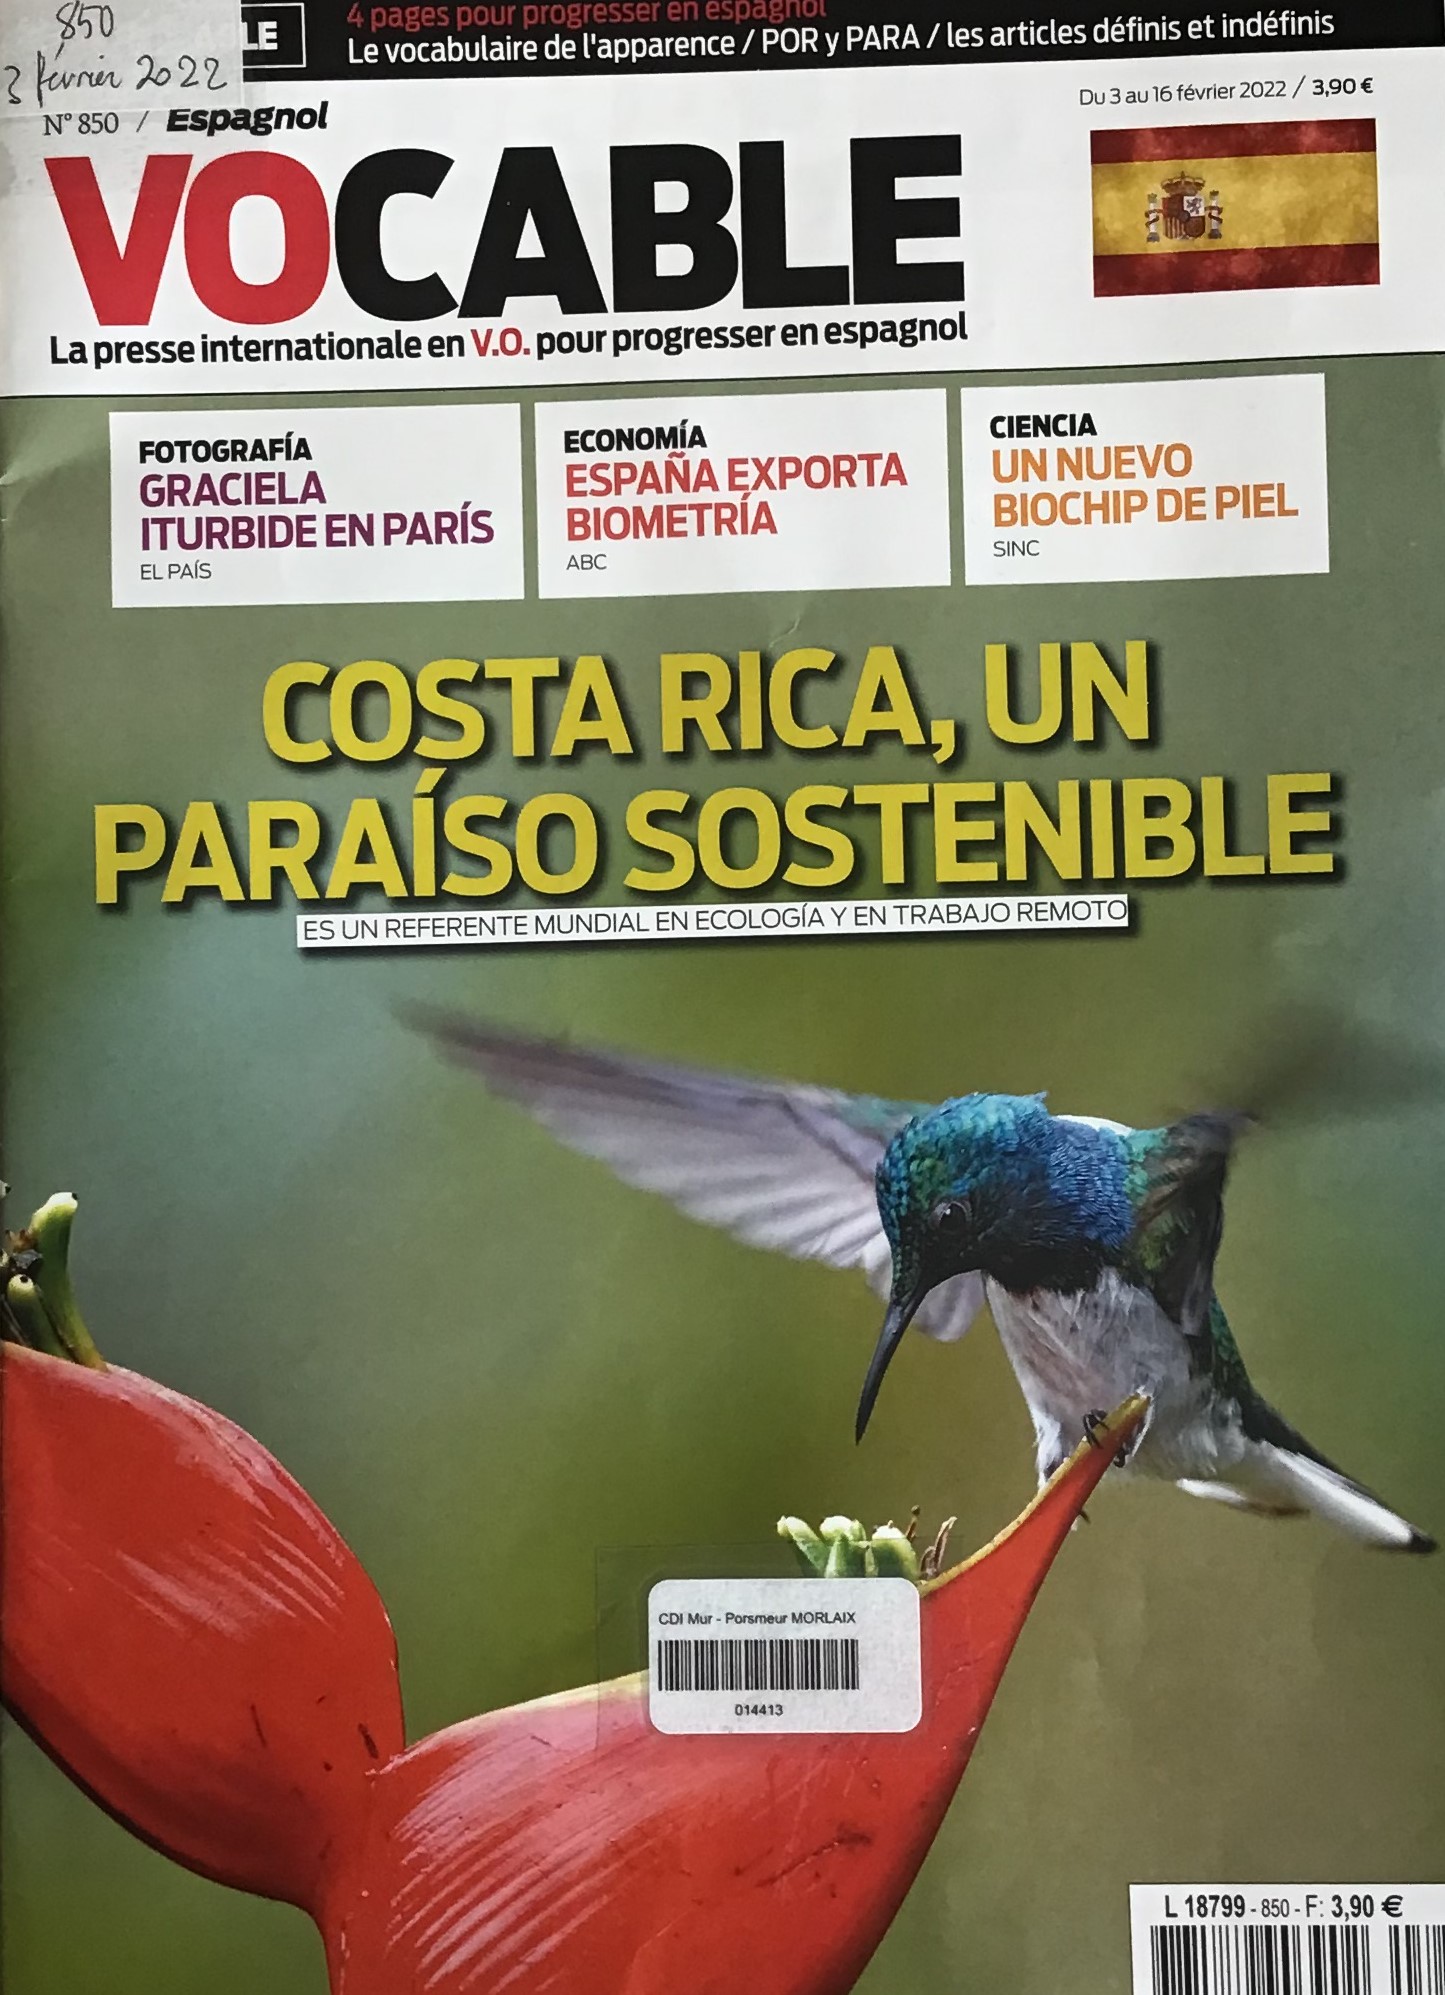 850
3 février 2022
LE
4 pages pour progresser en espagnol
Le vocabulaire de l'apparence / POR y PARA / les articles définis et indéfinis
Du 3 au 16 février 2022 / 3,90 €
N° 850 / Espagnol
VOCABLE
La presse internationale en V.O. pour progresser en espagnol
FOTOGRAFÍA
GRACIELA
ITURBIDE EN PARÍS
EL PAÍS
ECONOMÍA
ESPAÑA EXPORTA
BIOMETRÍA
ABC
CIENCIA
UN NUEVO
BIOCHIP DE PIEL
SINC
COSTA RICA, UN
PARAÍSO SOSTENIBLE
ES UN REFERENTE MUNDIAL EN ECOLOGÍA Y EN TRABAJO REMOTO
CDI Mur - Porsmeur MORLAIX
014413
L 18799 - 850 - F: 3,90 €